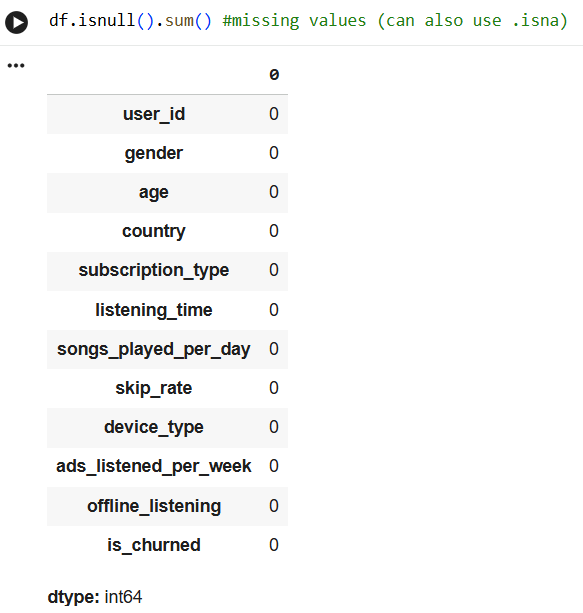 df.isnull().sum() #missing values (can also use .isna)
0
user_id 0
gender 0
age 0
country 0
subscription_type 0
listening_time 0
songs_played_per_day 0
skip_rate 0
device_type 0
ads_listened_per_week 0
offline_listening 0
is_churned 0
dtype: int64